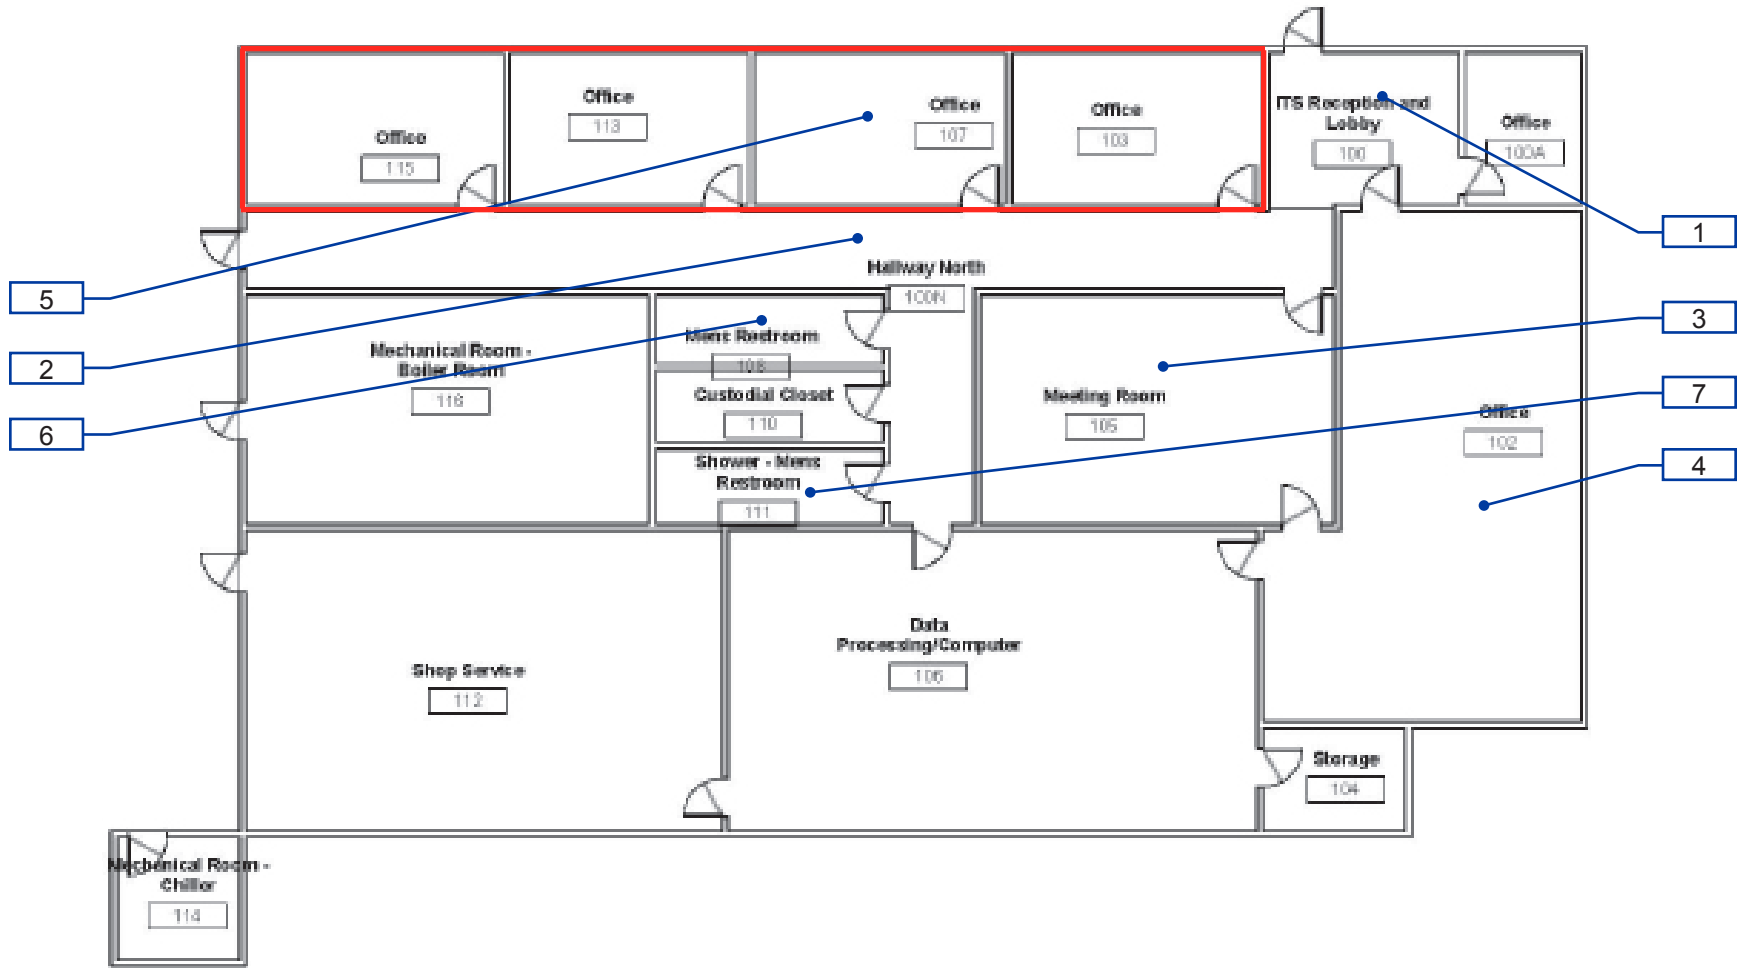 Office
115
Office
113
Office
107
Office
103
ITS Reception and
Lobby
100
Office
100A
1
5
2
6
Hallway North
100N
3
7
4
Mechanical Room -
Boiler Room
116
Mens Restroom
108
Custodial Closet
110
Shower - Mens
Restroom
111
Meeting Room
105
Office
102
Shop Service
112
Data
Processing/Computer
106
Storage
104
Mechanical Room -
Chiller
114